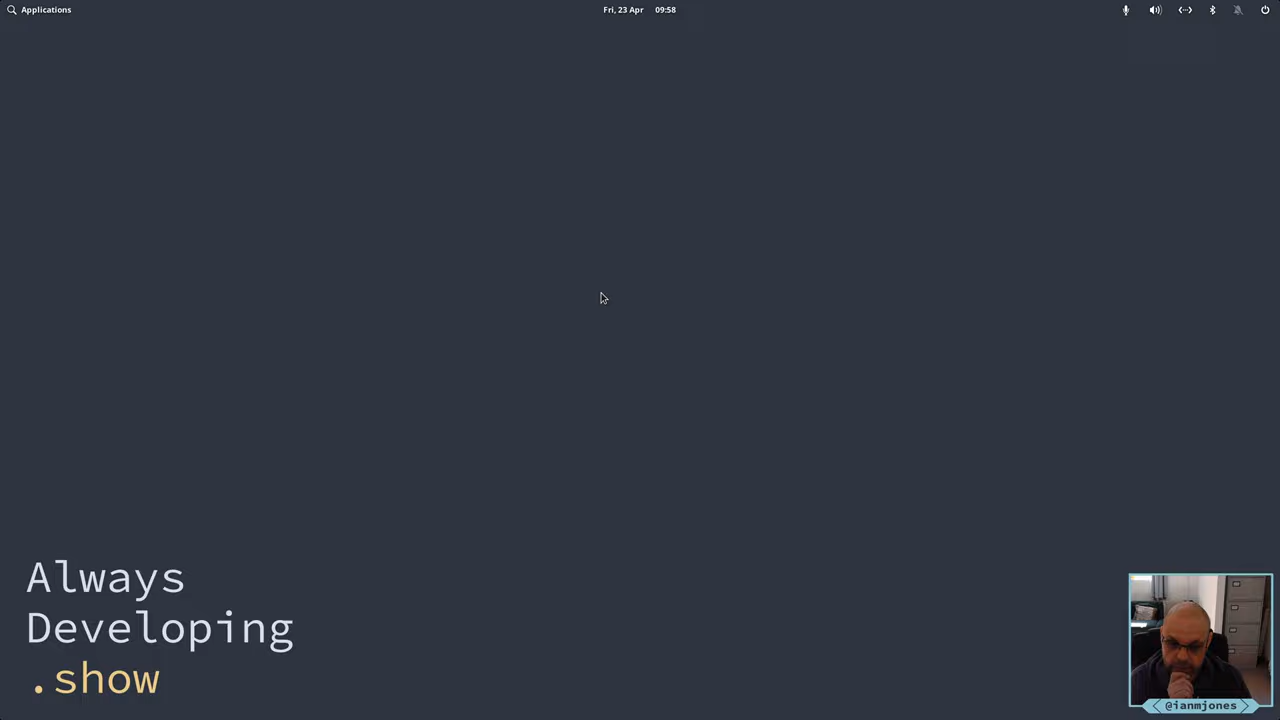 Applications
Fri, 23 Apr 09:58
Always
Developing
.show
@ianmjones